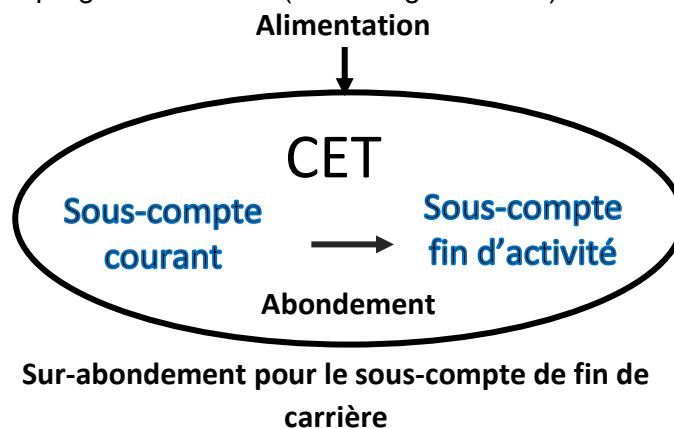 Alimentation
CET
Sous-compte
courant
Sous-compte
fin d’activité
Abondement
Sur-abondement pour le sous-compte de fin de
carrière